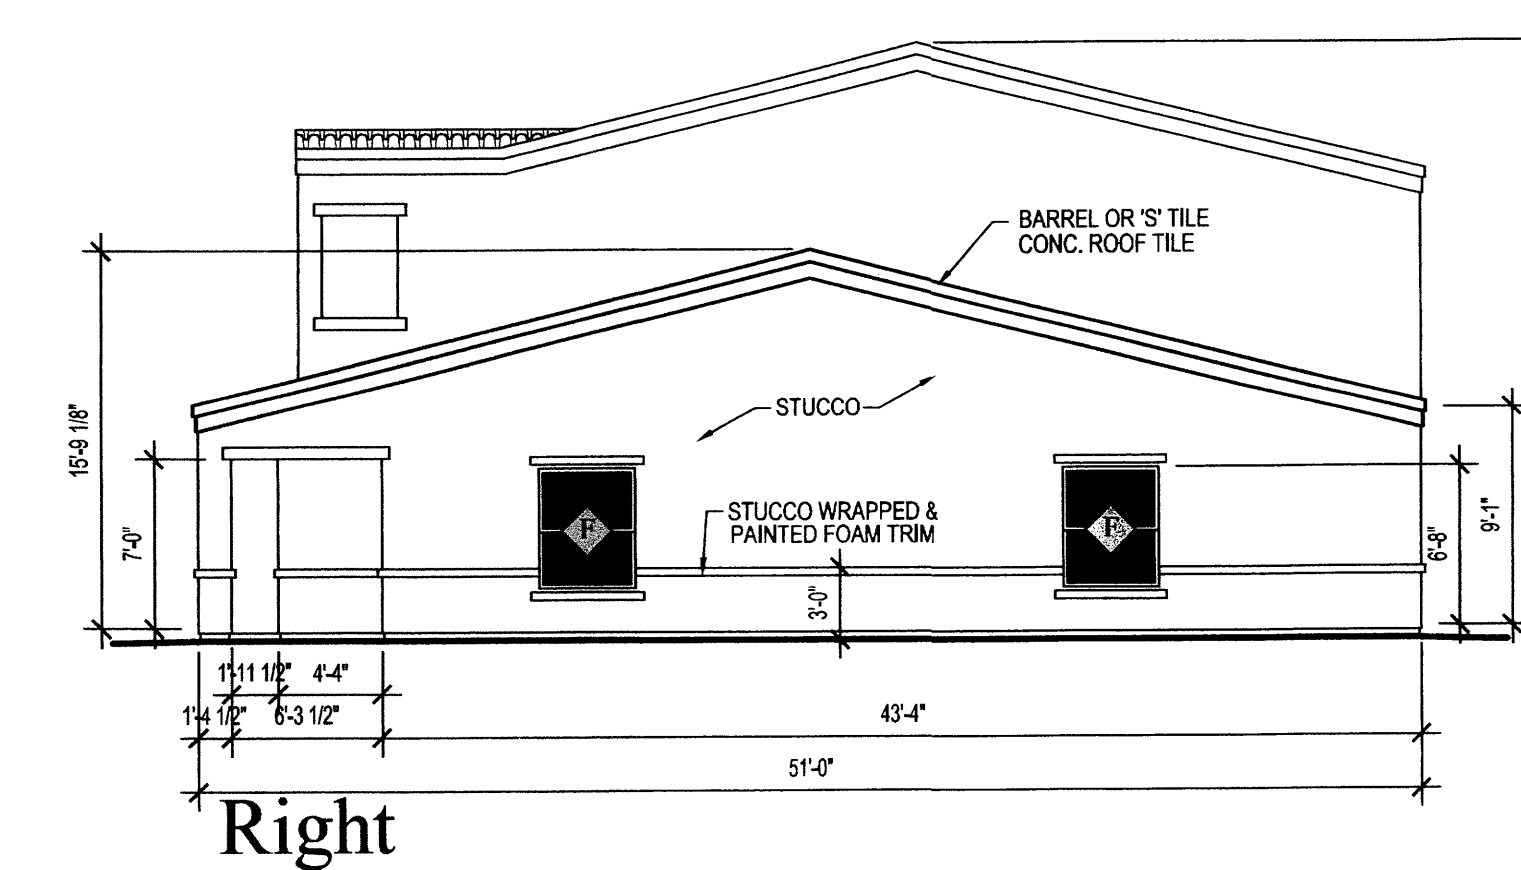 BARREL OR 'S' TILE
CONC. ROOF TILE
15'-9 1/8"
STUCCO
7'-0"
F
STUCCO WRAPPED &
PAINTED FOAM TRIM
F
6'-8"
9'-1"
3'-0"
1'-11 1/2"
4'-4"
1'-4 1/2"
6'-3 1/2"
43'-4"
51'-0"
Right